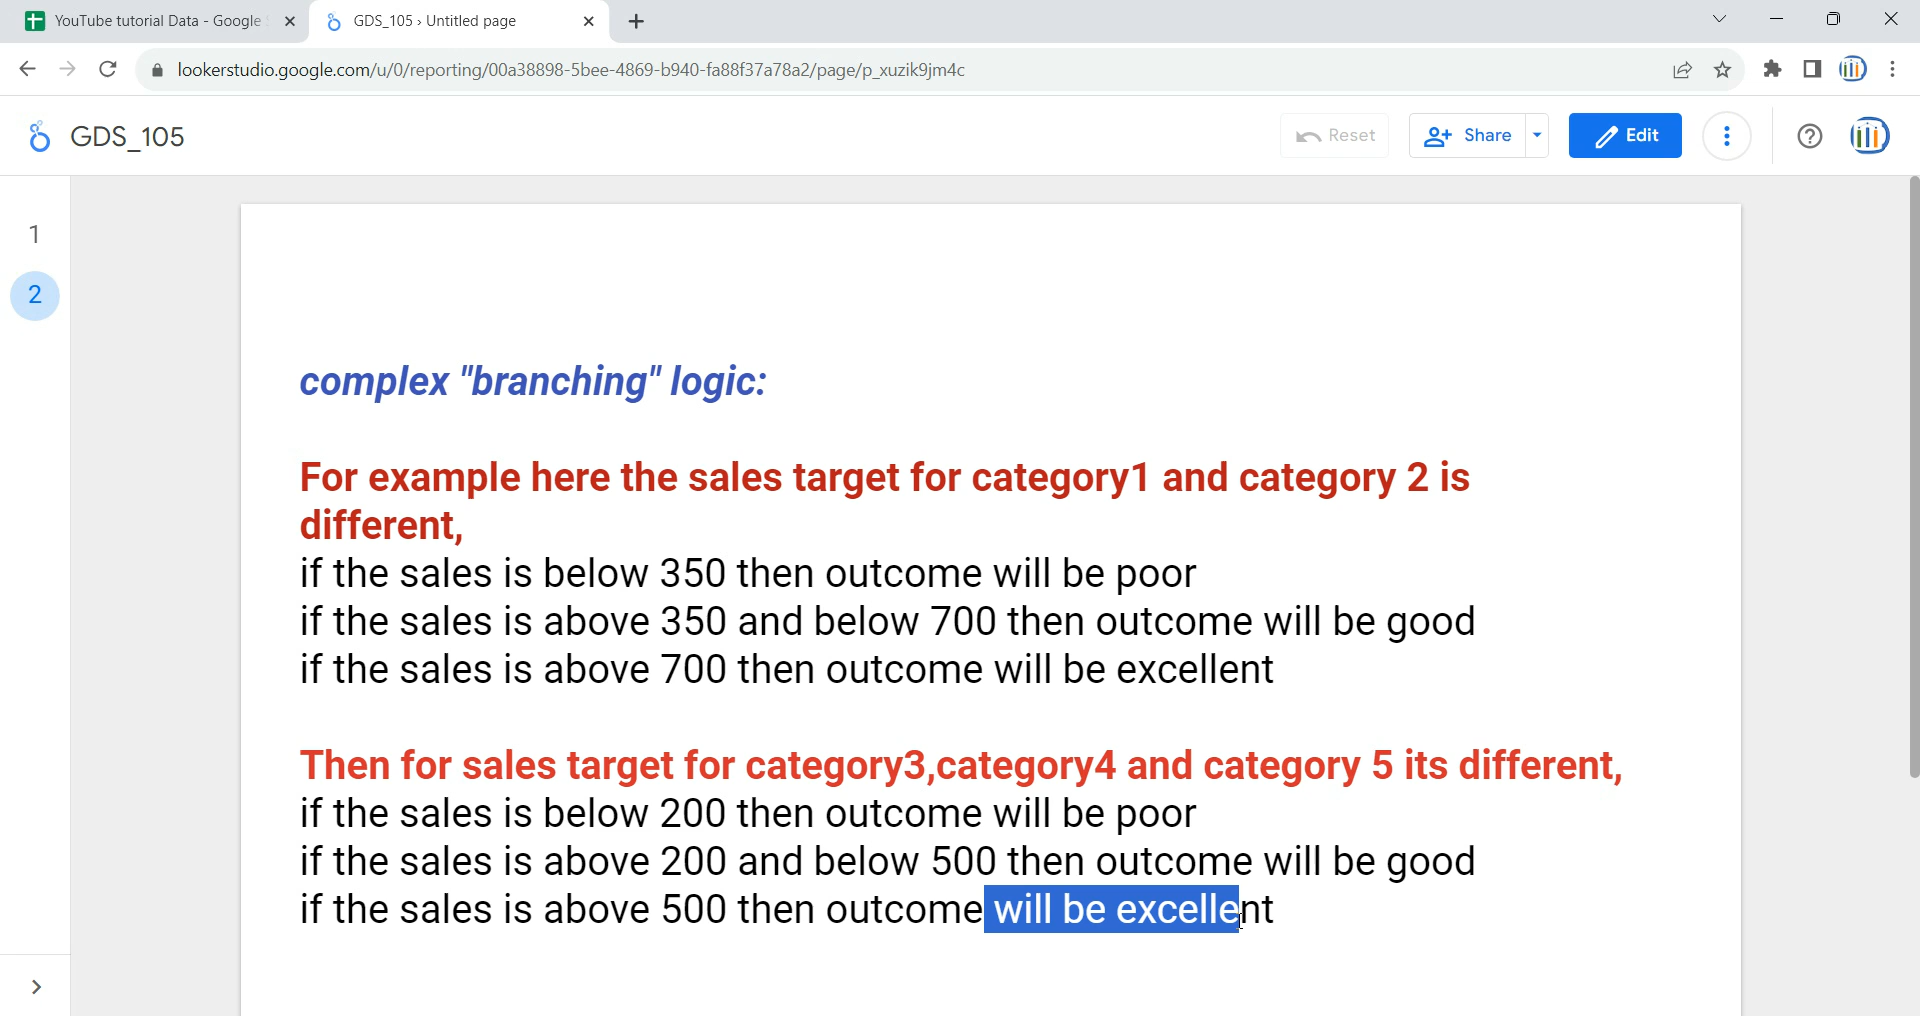 YouTube tutorial Data - Google
GDS_105 › Untitled page
lookerstudio.google.com/u/0/reporting/00a38898-5bee-4869-b940-fa88f37a78a2/page/p_xuzik9jm4c
GDS_105
Reset
Share
Edit
1
2
complex "branching" logic:
For example here the sales target for category1 and category 2 is
different,
if the sales is below 350 then outcome will be poor
if the sales is above 350 and below 700 then outcome will be good
if the sales is above 700 then outcome will be excellent
Then for sales target for category3,category4 and category 5 its different,
if the sales is below 200 then outcome will be poor
if the sales is above 200 and below 500 then outcome will be good
if the sales is above 500 then outcome will be excellent